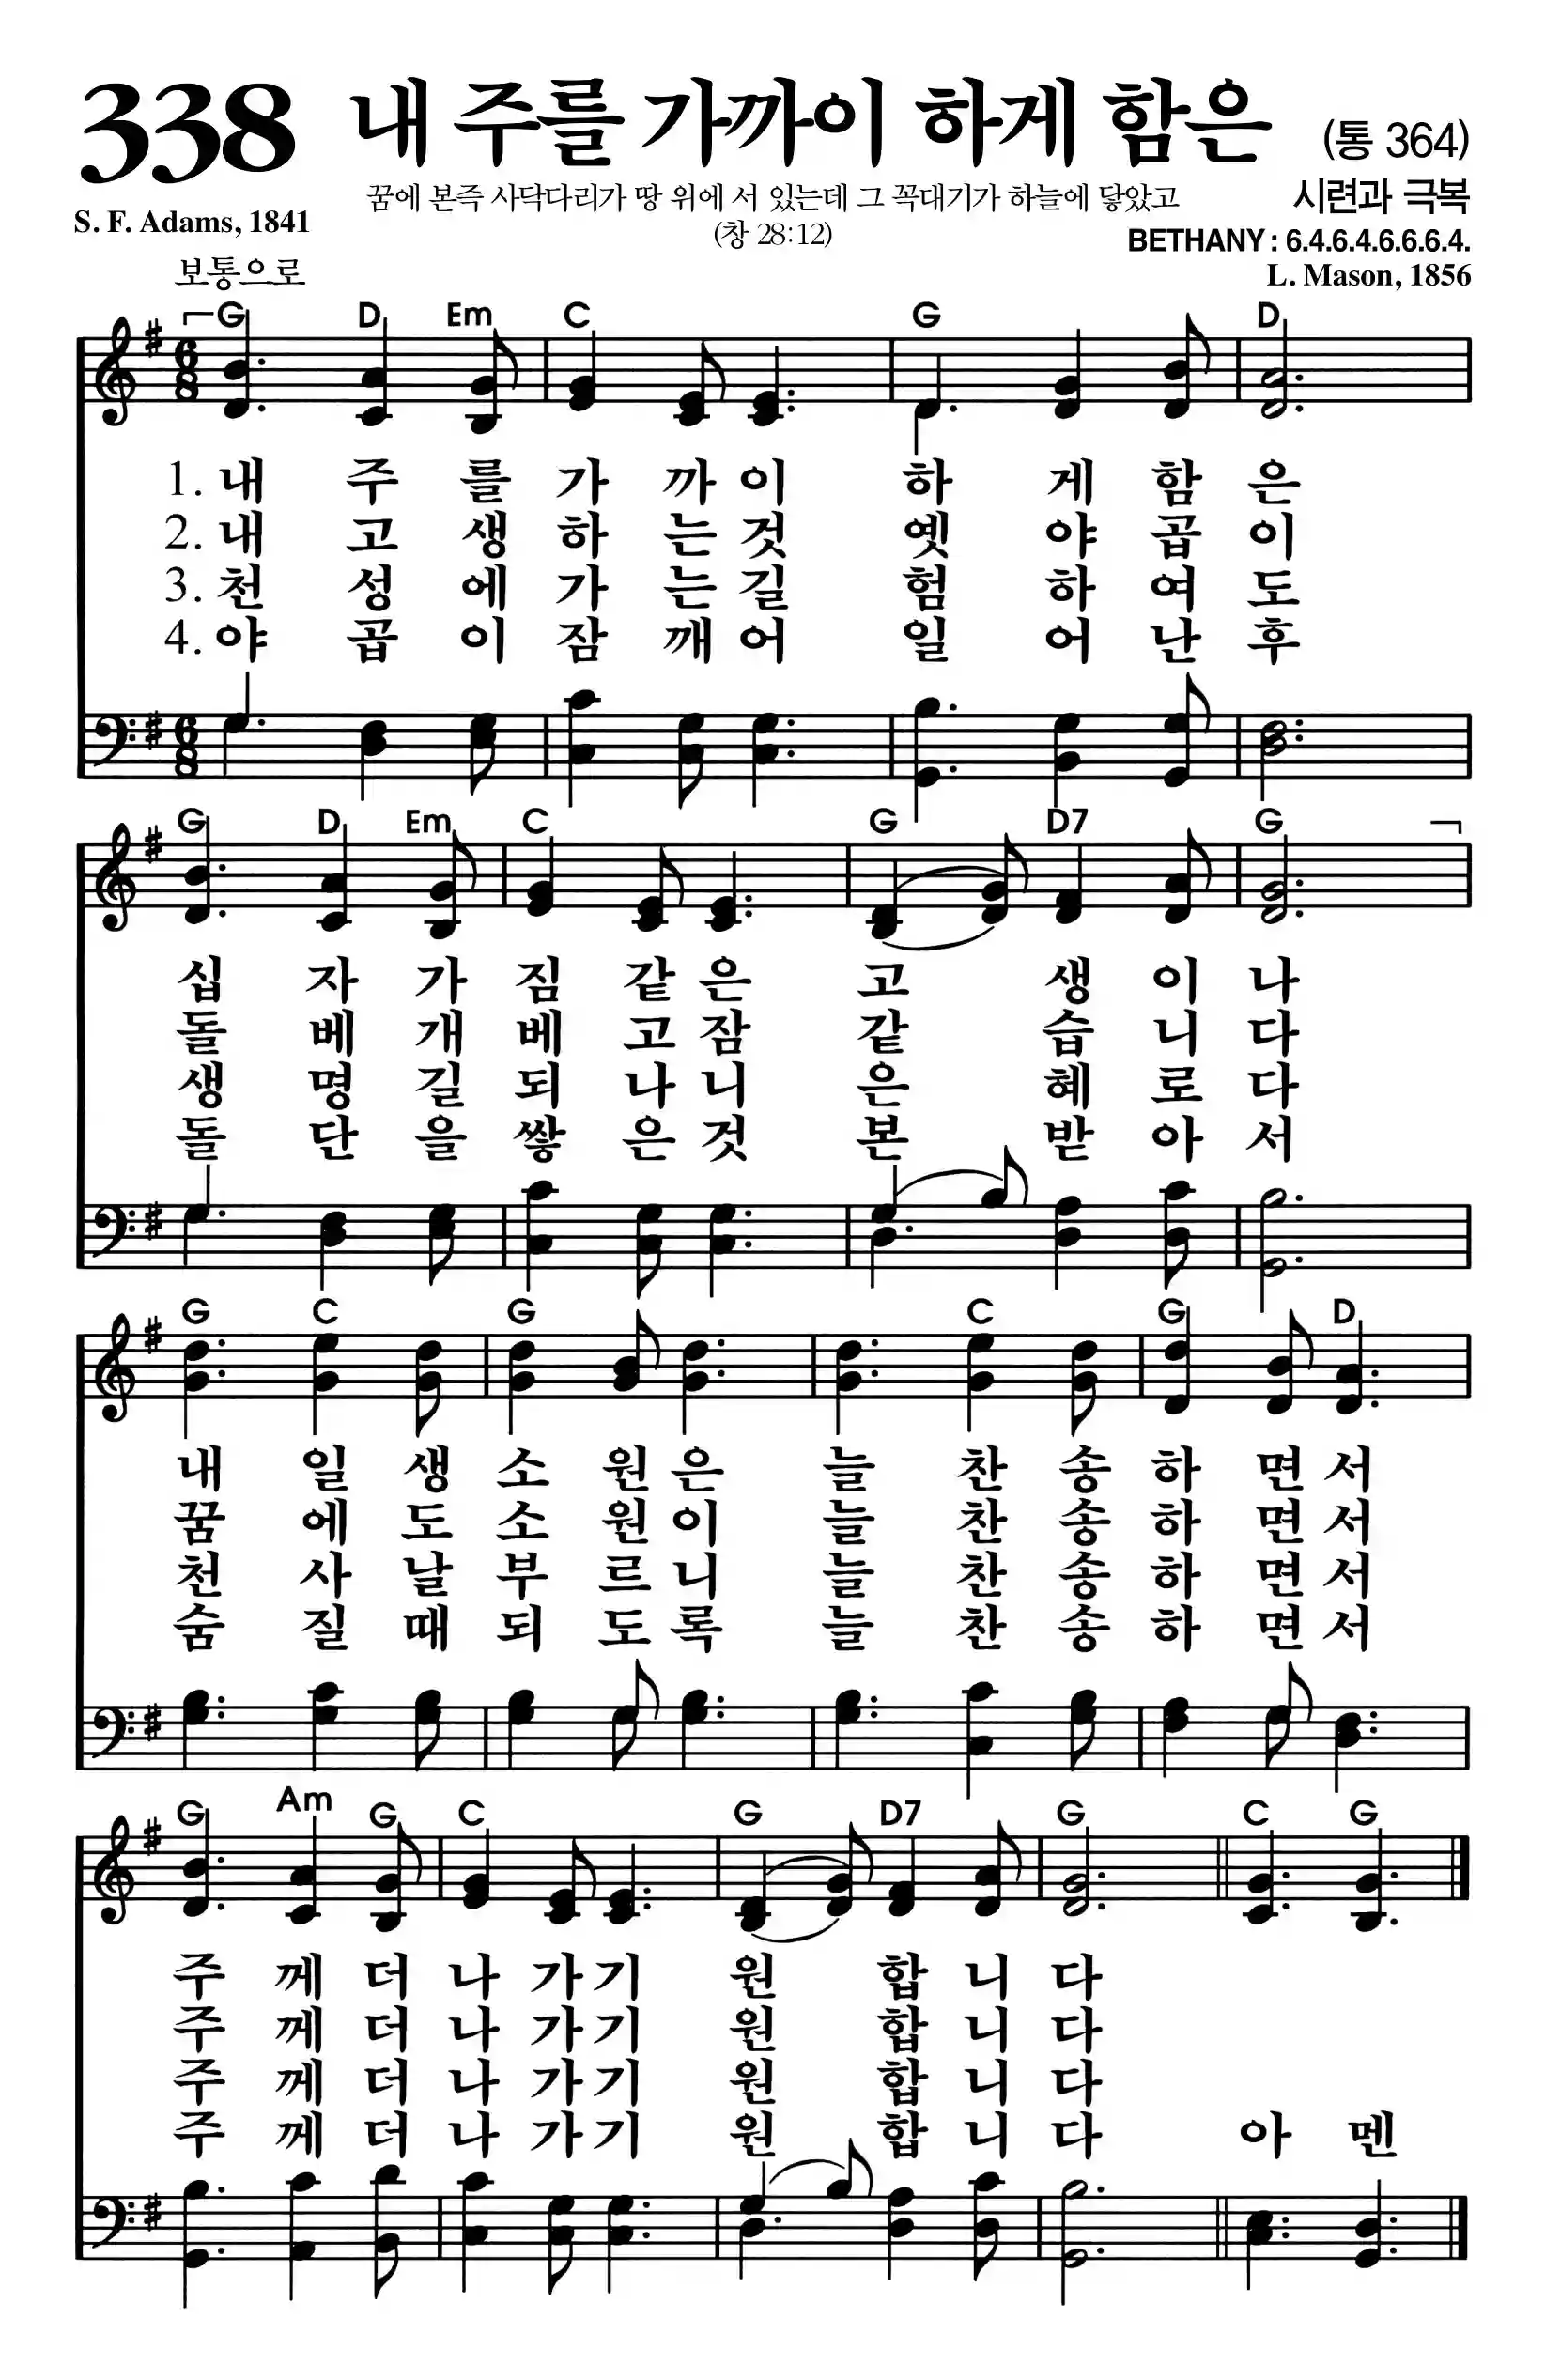 338 내 주를 가까이 하게 함은 (통 364)
꿈에 본즉 사닥다리가 땅 위에 서 있는데 그 꼭대기가 하늘에 닿았고
(창 28:12)
시련과 극복
S. F. Adams, 1841
BETHANY : 6.4.6.4.6.6.6.4.
L. Mason, 1856
보통으로
G D Em C G D
6 8
1. 내 주 를 가 까 이 하 게 함 은
2. 내 고 생 하 는 것 옛 야 곱 이
3. 천 성 에 가 는 길 험 하 여 도
4. 야 곱 이 잠 깨 어 일 어 난 후
6 8
G D Em C G D7 G
십 자 가 짐 같 은 고 생 이 나
돌 베 개 베 고 잠 같 습 니 다
생 명 길 되 나 니 은 혜 로 다
돌 단 을 쌓 은 것 본 받 아 서
G C G C G D
내 일 생 소 원 은 늘 찬 송 하 면 서
꿈 에 도 소 원 이 늘 찬 송 하 면 서
천 사 날 부 르 니 늘 찬 송 하 면 서
숨 질 때 되 도 록 늘 찬 송 하 면 서
G Am G C G D7 G C G
주 께 더 나 가 기 원 합 니 다
주 께 더 나 가 기 원 합 니 다
주 께 더 나 가 기 원 합 니 다
주 께 더 나 가 기 원 합 니 다 아 멘